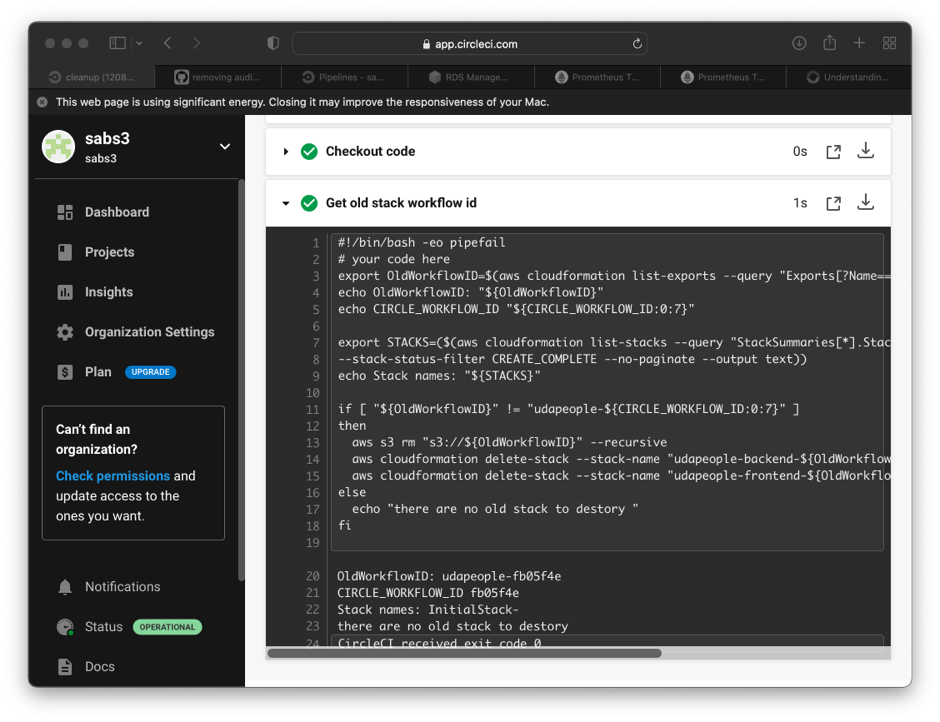 app.circleci.com
cleanup (1208...
removing audi...
Pipelines - sa...
RDS Manage...
Prometheus T...
Prometheus T...
Understandin...
This web page is using significant energy. Closing it may improve the responsiveness of your Mac.
sabs3
sabs3
Dashboard
Projects
Insights
Organization Settings
Plan UPGRADE
Can't find an
organization?
Check permissions and
update access to the
ones you want.
Notifications
Status OPERATIONAL
Docs
Checkout code 0s
Get old stack workflow id 1s
1 #!/bin/bash -eo pipefail
2 # your code here
3 export OldWorkflowID=$(aws cloudformation list-exports --query "Exports[?Name==
4 echo OldWorkflowID: "${OldWorkflowID}"
5 echo CIRCLE_WORKFLOW_ID "${CIRCLE_WORKFLOW_ID:0:7}"
6
7 export STACKS=($(aws cloudformation list-stacks --query "StackSummaries[*].Stac
8 --stack-status-filter CREATE_COMPLETE --no-paginate --output text))
9 echo Stack names: "${STACKS}"
10
11 if [ "${OldWorkflowID}" != "udapeople-${CIRCLE_WORKFLOW_ID:0:7}" ]
12 then
13 aws s3 rm "s3://${OldWorkflowID}" --recursive
14 aws cloudformation delete-stack --stack-name "udapeople-backend-${OldWorkflow
15 aws cloudformation delete-stack --stack-name "udapeople-frontend-${OldWorkflo
16 else
17 echo "there are no old stack to destory "
18 fi
19
20 OldWorkflowID: udapeople-fb05f4e
21 CIRCLE_WORKFLOW_ID fb05f4e
22 Stack names: InitialStack-
23 there are no old stack to destory
24 CircleCI received exit code 0